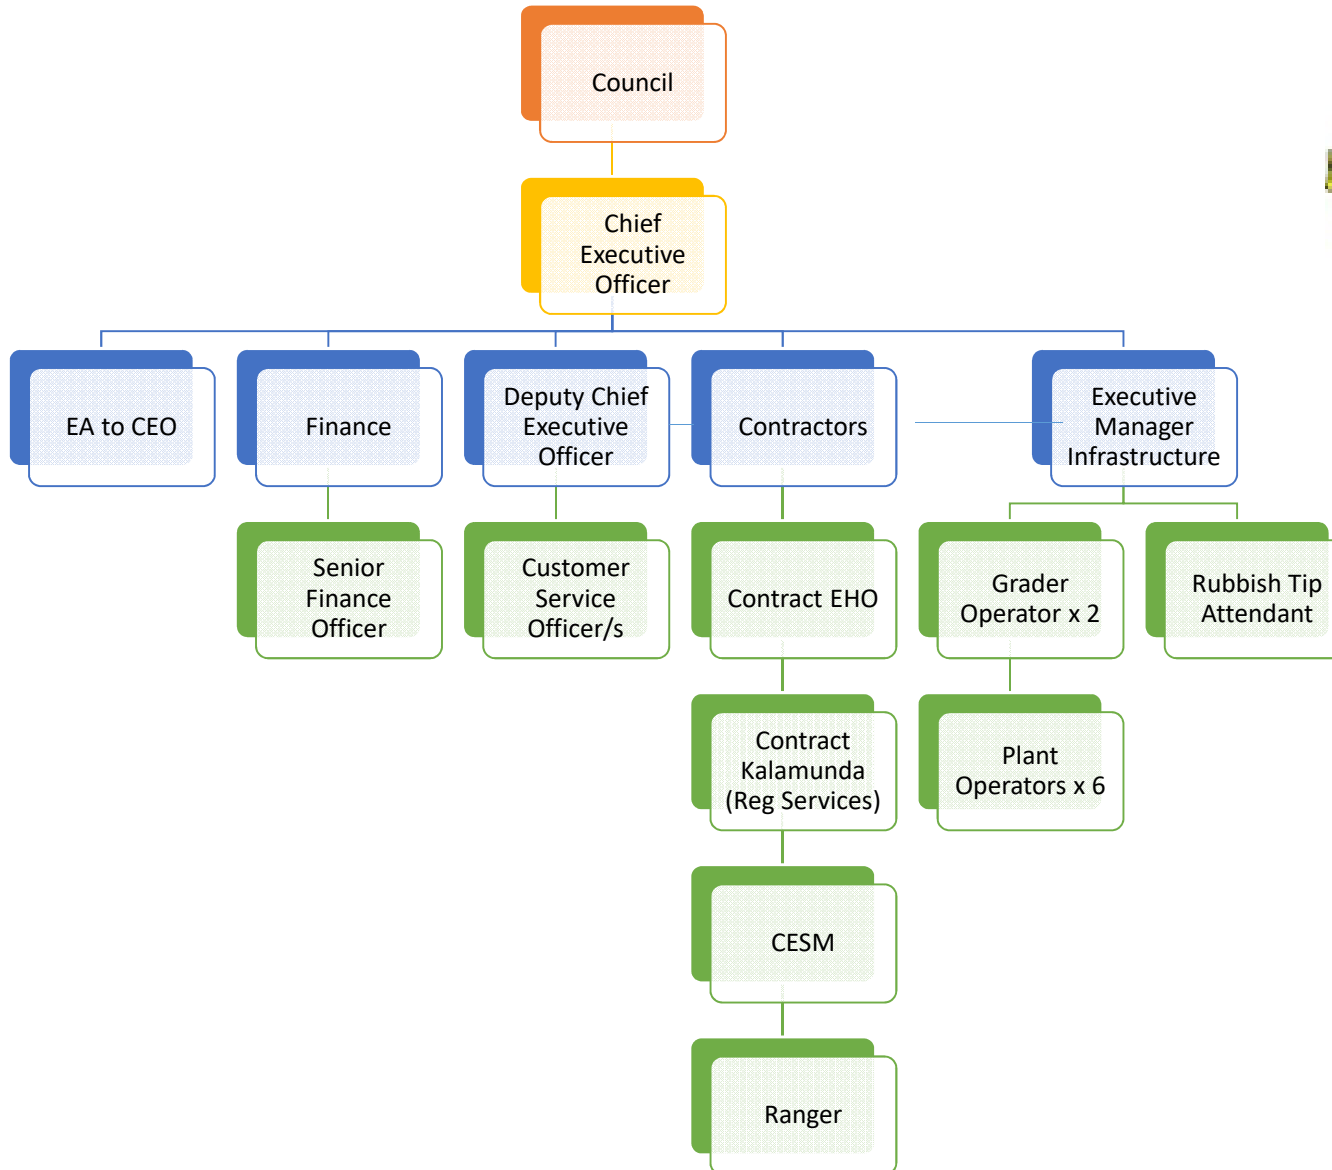 Council
Chief
Executive
Officer
EA to CEO
Finance
Deputy Chief
Executive
Officer
Contractors
Executive
Manager
Infrastructure
Senior
Finance
Officer
Customer
Service
Officer/s
Contract EHO
Grader
Operator x 2
Rubbish Tip
Attendant
Contract
Kalamunda
(Reg Services)
Plant
Operators x 6
CESM
Ranger